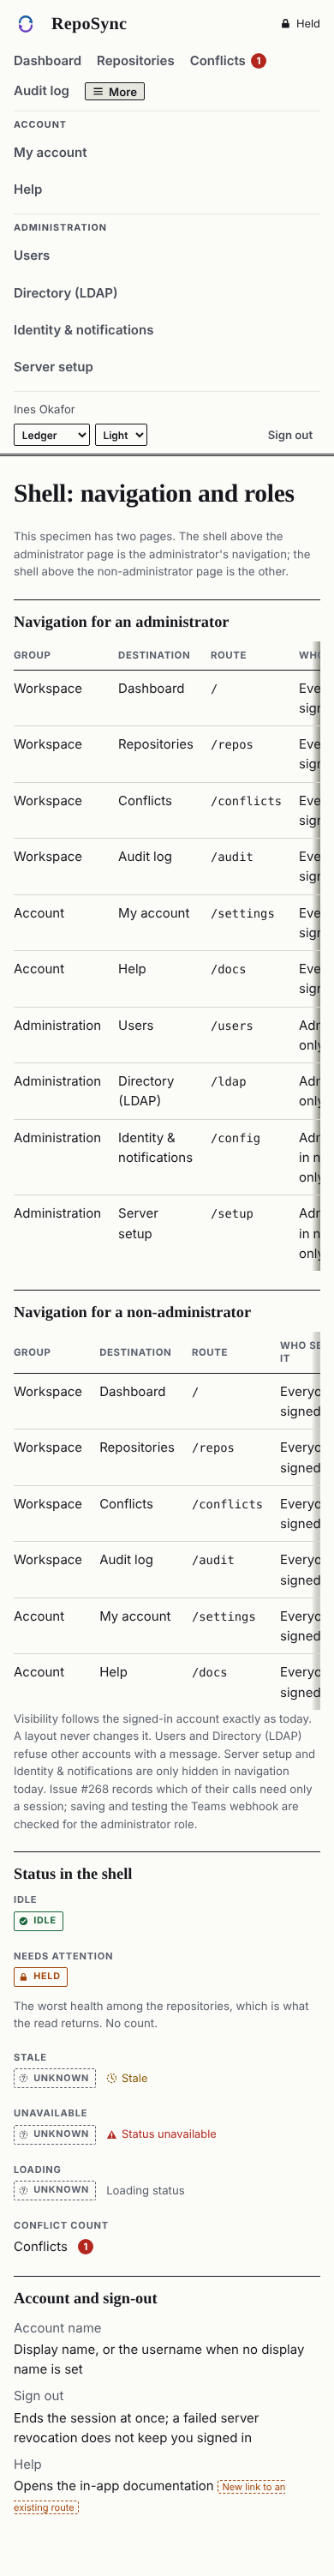 RepoSync
Held
Dashboard Repositories Conflicts 1
Audit log More
ACCOUNT
My account
Help
ADMINISTRATION
Users
Directory (LDAP)
Identity & notifications
Server setup
Ines Okafor
Ledger Light Sign out
Shell: navigation and roles
This specimen has two pages. The shell above the
administrator page is the administrator's navigation; the
shell above the non-administrator page is the other.
Navigation for an administrator
GROUP DESTINATION ROUTE
Workspace Dashboard /
Workspace Repositories /repos
Workspace Conflicts /conflicts
Workspace Audit log /audit
Account My account /settings
Account Help /docs
Administration Users /users
Administration Directory /ldap
(LDAP)
Administration Identity & /config
notifications
Administration Server /setup
setup
Navigation for a non-administrator
GROUP DESTINATION ROUTE WHO
IT
Workspace Dashboard /
signed
Workspace Repositories /repos
signed
Workspace Conflicts /conflicts
signed
Workspace Audit log /audit
signed
Account My account /settings
signed
Account Help /docs
signed
Visibility follows the signed-in account exactly as today.
A layout never changes it. Users and Directory (LDAP)
refuse other accounts with a message. Server setup and
Identity & notifications are only hidden in navigation
today. Issue #268 records which of their calls need only
a session; saving and testing the Teams webhook are
checked for the administrator role.
Status in the shell
IDLE
IDLE
NEEDS ATTENTION
HELD
The worst health among the repositories, which is what
the read returns. No count.
STALE
UNKNOWN Stale
UNAVAILABLE
UNKNOWN Status unavailable
LOADING
UNKNOWN Loading status
CONFLICT COUNT
Conflicts 1
Account and sign-out
Account name
Display name, or the username when no display
name is set
Sign out
Ends the session at once; a failed server
revocation does not keep you signed in
Help
Opens the in-app documentation New link to an
existing route